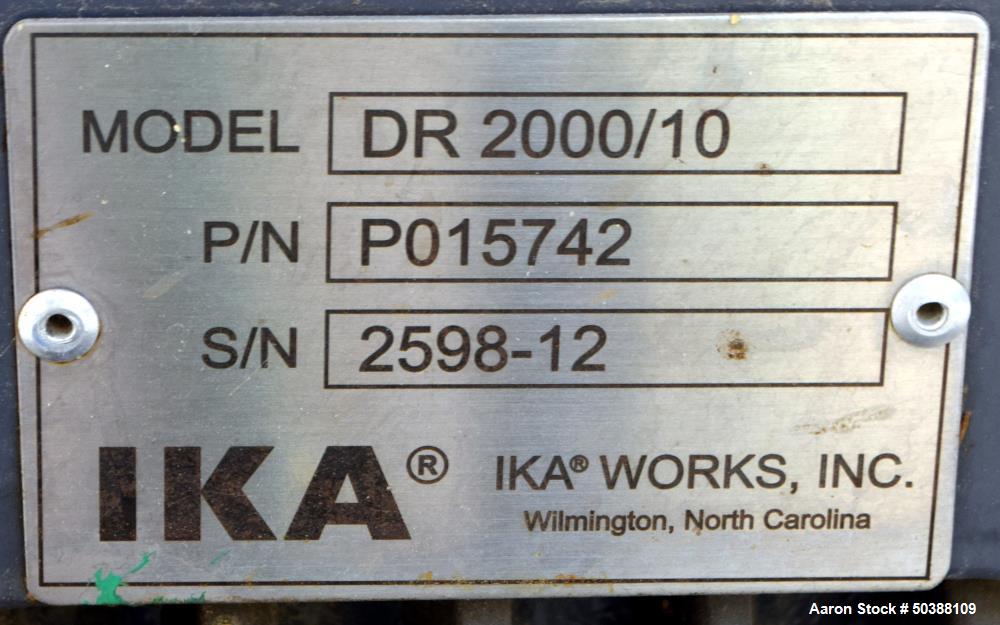 MODEL DR 2000/10
P/N P015742
S/N 2598-12
IKA® IKA® WORKS, INC.
Wilmington, North Carolina
Aaron Stock # 50388109